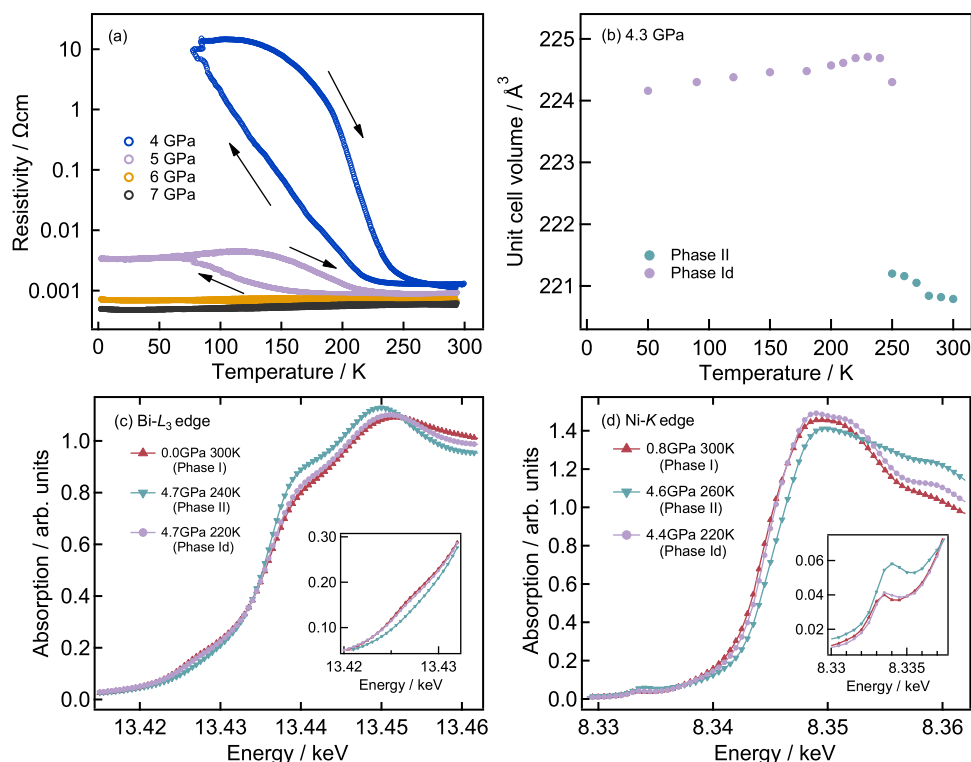 (a)
10
1
0.1
0.01
0.001
Resistivity / Ωcm
4 GPa
5 GPa
6 GPa
7 GPa
0 50 100 150 200 250 300
Temperature / K
(b) 4.3 GPa
225
224
223
222
221
Unit cell volume / Å³
Phase II
Phase Id
0 50 100 150 200 250 300
Temperature / K
(c) Bi-L₃ edge
1.0
0.8
0.6
0.4
0.2
0.0
Absorption / arb. units
0.0GPa 300K
(Phase I)
4.7GPa 240K
(Phase II)
4.7GPa 220K
(Phase Id)
0.30
0.20
0.10
13.42 13.43
Energy / keV
13.42 13.44 13.45 13.46
Energy / keV
(d) Ni-K edge
1.4
1.2
1.0
0.8
0.6
0.4
0.2
0.0
Absorption / arb. units
0.8GPa 300K
(Phase I)
4.6GPa 260K
(Phase II)
4.4GPa 220K
(Phase Id)
0.06
0.04
0.02
8.33 8.335
Energy / keV
8.33 8.34 8.35 8.36
Energy / keV